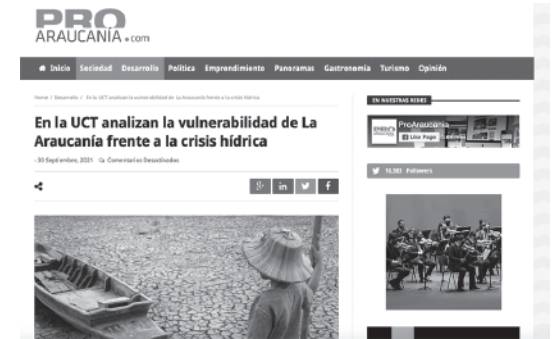 PRO
ARAUCANÍA.com
Inicio Sociedad Desarrollo Política Emprendimiento Panoramas Gastronomía Turismo Opinión
Home / Desarrollo / En la UCT analizan la vulnerabilidad de La Araucanía frente a la crisis hídrica
En la UCT analizan la vulnerabilidad de La
Araucanía frente a la crisis hídrica
- 30 Septiembre, 2021 Comentarios Desactivados
in f
EN NUESTRAS REDES
ProAraucanía
Like Page
Followers